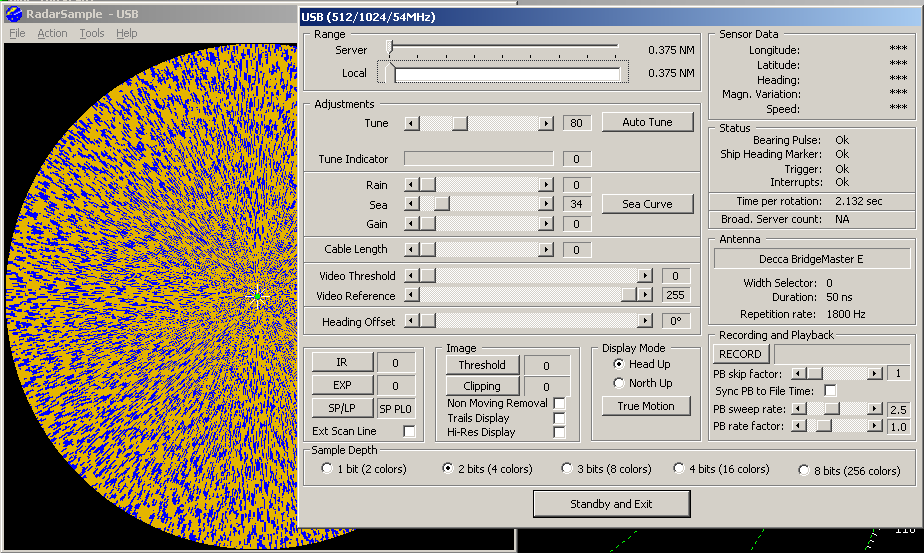 RadarSample - USB
File Action Tools Help
USB (512/1024/54MHz)
Range
Server 0.375 NM
Local 0.375 NM
Adjustments
Tune 80 Auto Tune
Tune Indicator 0
Rain 0
Sea 34 Sea Curve
Gain 0
Cable Length 0
Video Threshold 0
Video Reference 255
Heading Offset 0°
IR 0
EXP 0
SP/LP SP PL0
Ext Scan Line
Image
Threshold 0
Clipping 0
Non Moving Removal
Trails Display
Hi-Res Display
Display Mode
Head Up
North Up
True Motion
Sample Depth
1 bit (2 colors) 2 bits (4 colors) 3 bits (8 colors) 4 bits (16 colors) 8 bits (256 colors)
Standby and Exit
Sensor Data
Longitude: ***
Latitude: ***
Heading: ***
Magn. Variation: ***
Speed: ***
Status
Bearing Pulse: Ok
Ship Heading Marker: Ok
Trigger: Ok
Interrupts: Ok
Time per rotation: 2.132 sec
Broad. Server count: NA
Antenna
Decca BridgeMaster E
Width Selector: 0
Duration: 50 ns
Repetition rate: 1800 Hz
Recording and Playback
RECORD
PB skip factor: 1
Sync PB to File Time:
PB sweep rate: 2.5
PB rate factor: 1.0